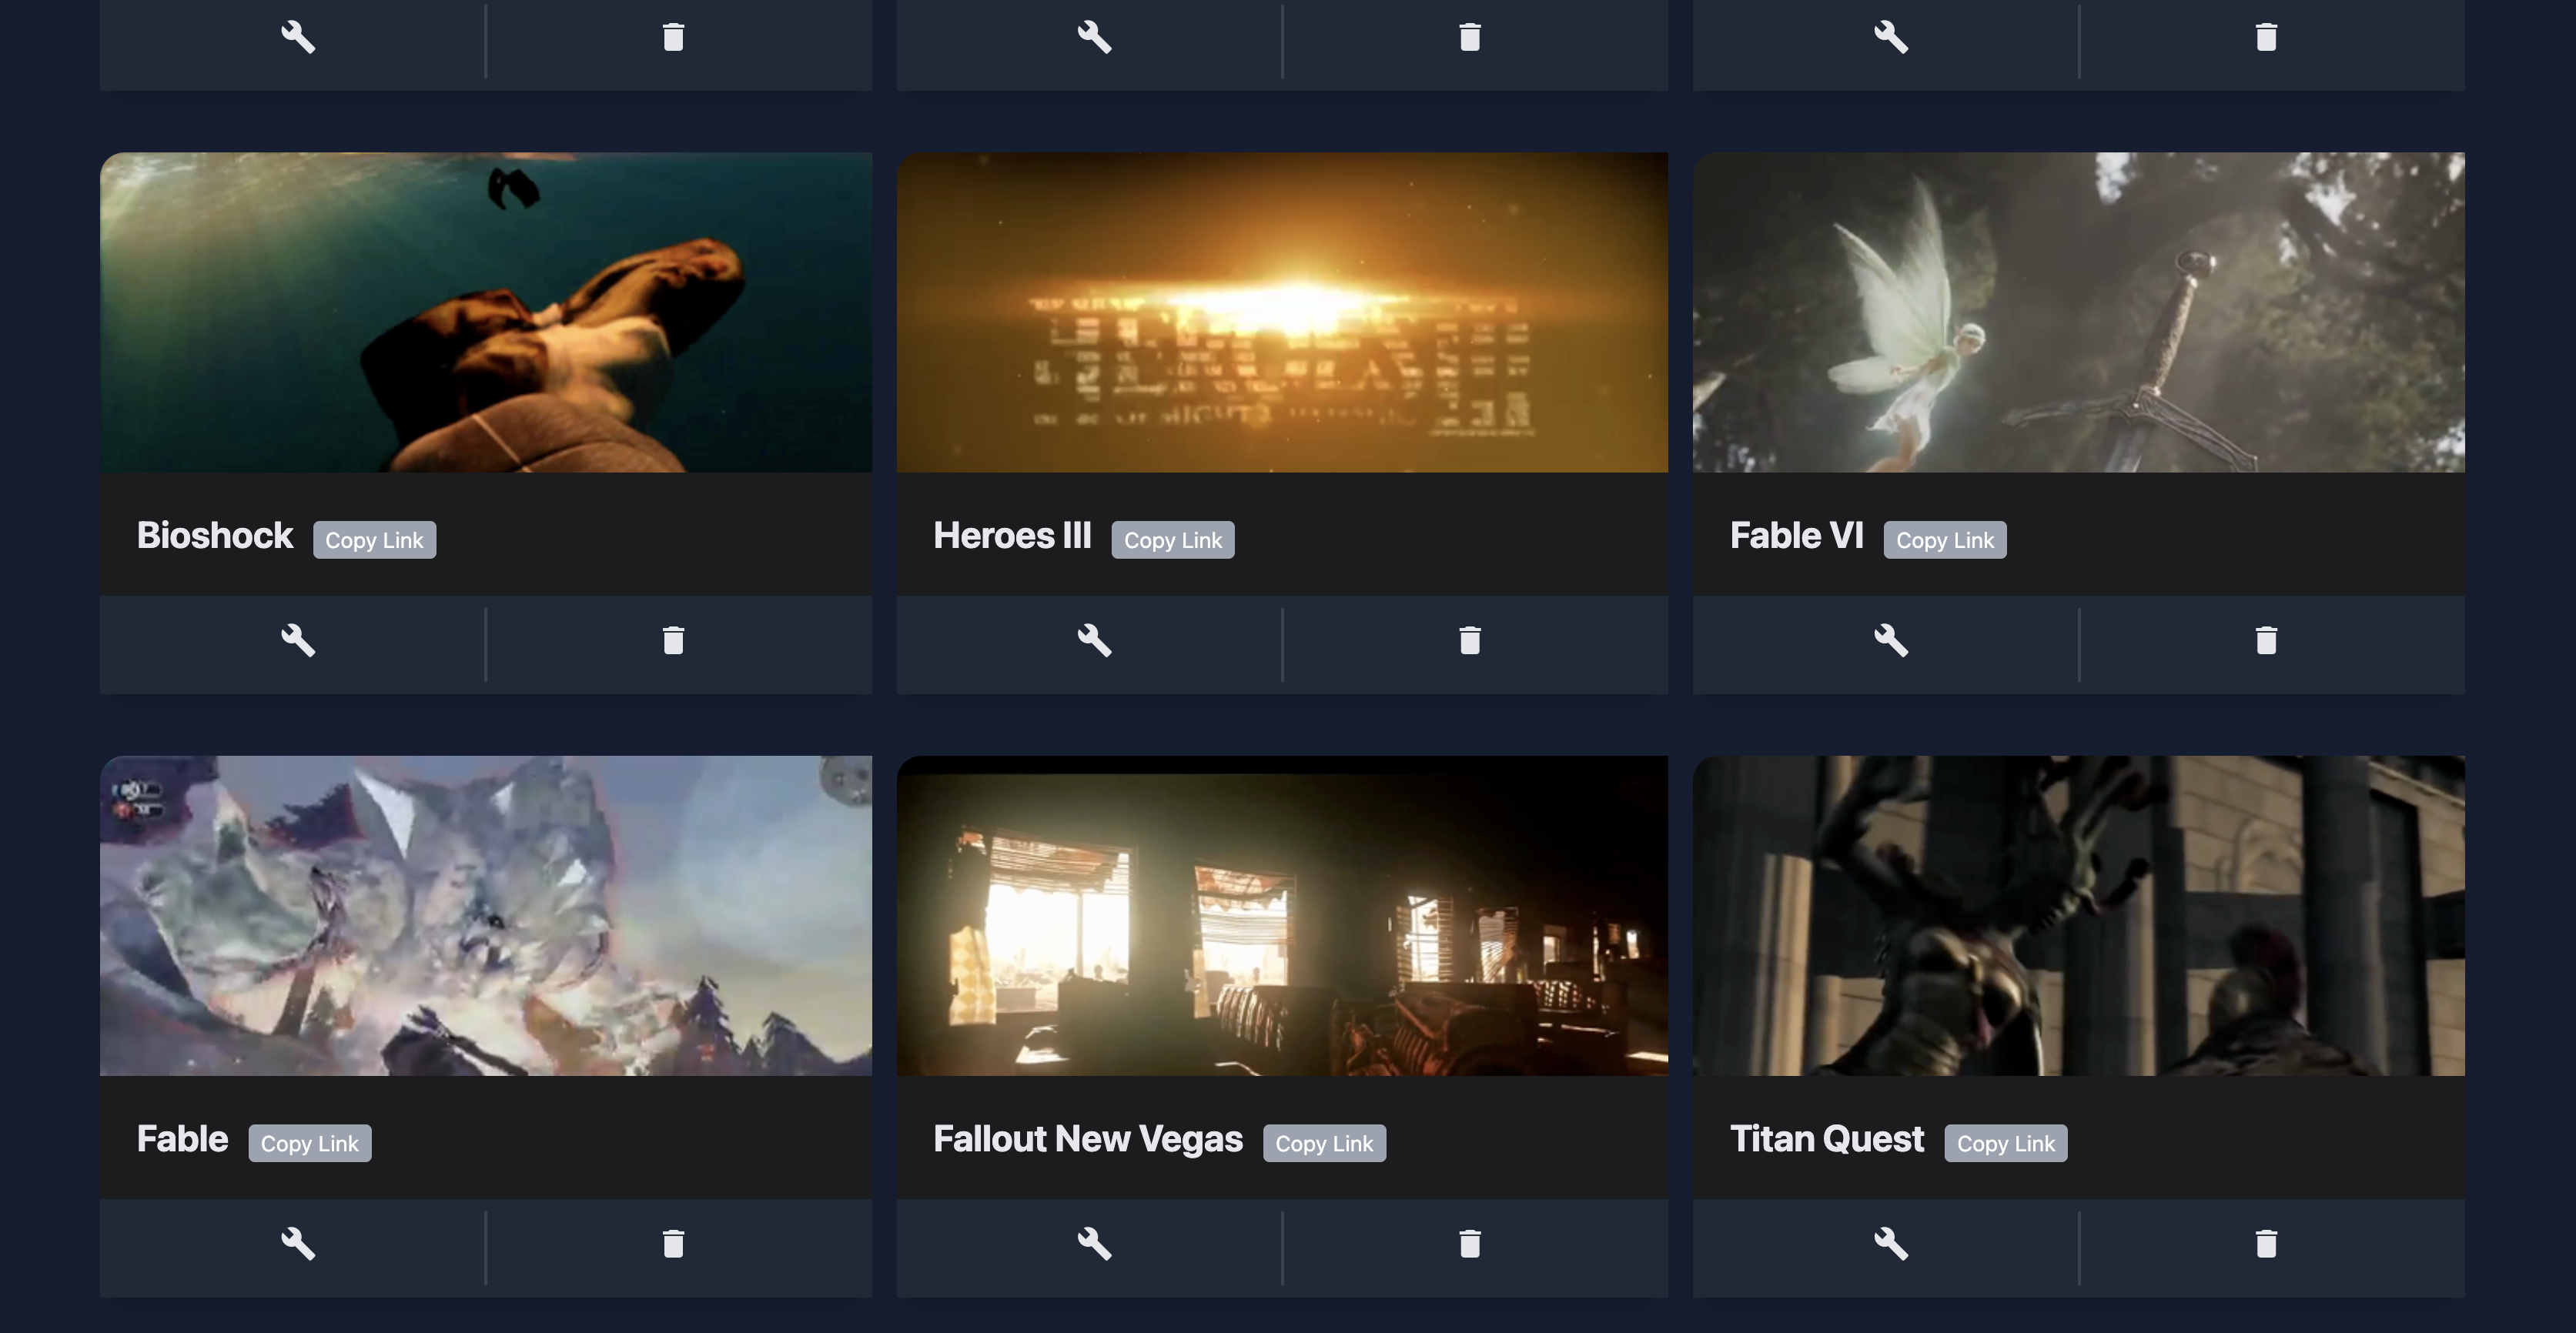 Bioshock Copy Link
Heroes III Copy Link
Fable VI Copy Link
Fable Copy Link
Fallout New Vegas Copy Link
Titan Quest Copy Link